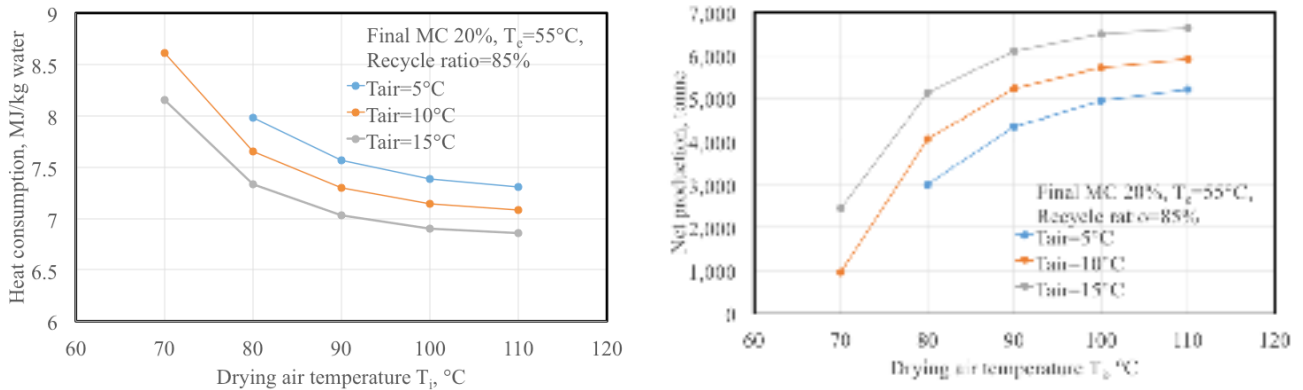 9
8.5
8
7.5
7
6.5
6
Heat consumption, MJ/kg water
Final MC 20%, Te=55°C,
Recycle ratio=85%
Tair=5°C
Tair=10°C
Tair=15°C
60 70 80 90 100 110 120
Drying air temperature Ti, °C
7,000
6,000
5,000
4,000
3,000
2,000
1,000
0
Net production, tonne
Final MC 20%, Te=55°C,
Recycle ratio=85%
Tair=5°C
Tair=10°C
Tair=15°C
60 70 80 90 100 110 120
Drying air temperature Ti, °C